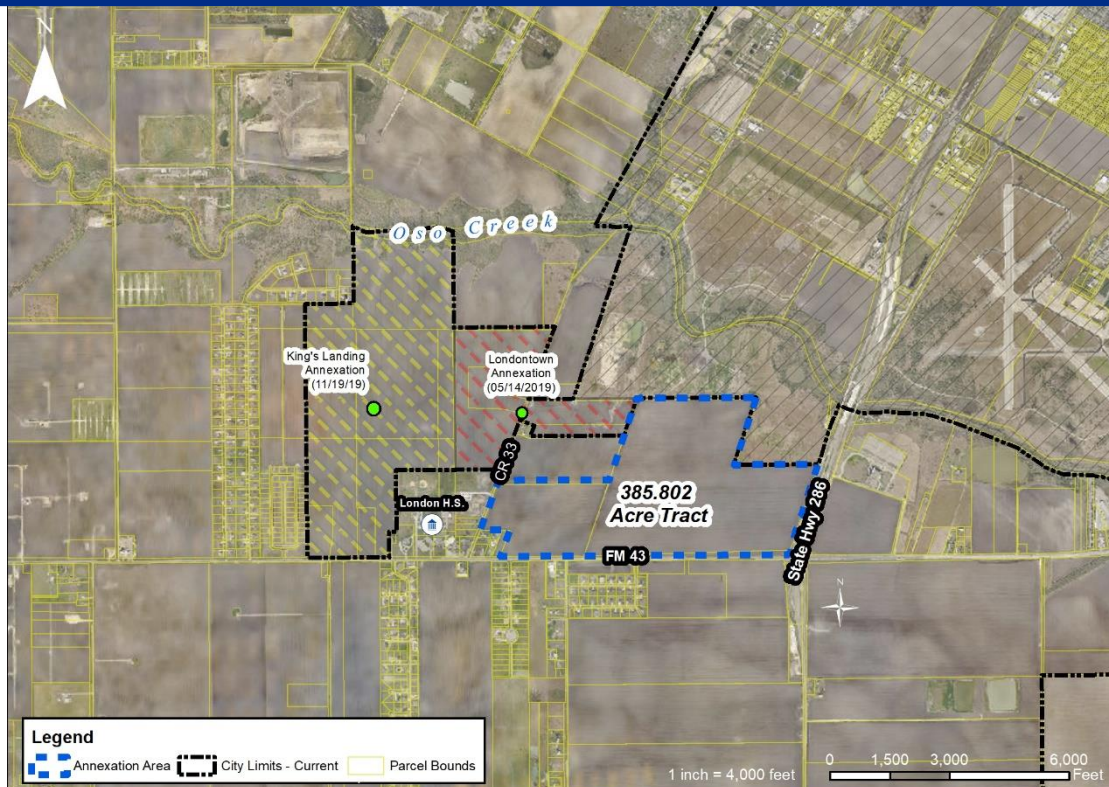 N
Oso Creek
King's Landing
Annexation
(11/19/19)
Londontown
Annexation
(05/14/2019)
CR 33
London H.S.
385.802
Acre Tract
State Hwy 286
FM 43
N
Legend
Annexation Area
City Limits - Current
Parcel Bounds
1 inch = 4,000 feet
0 1,500 3,000 6,000
Feet